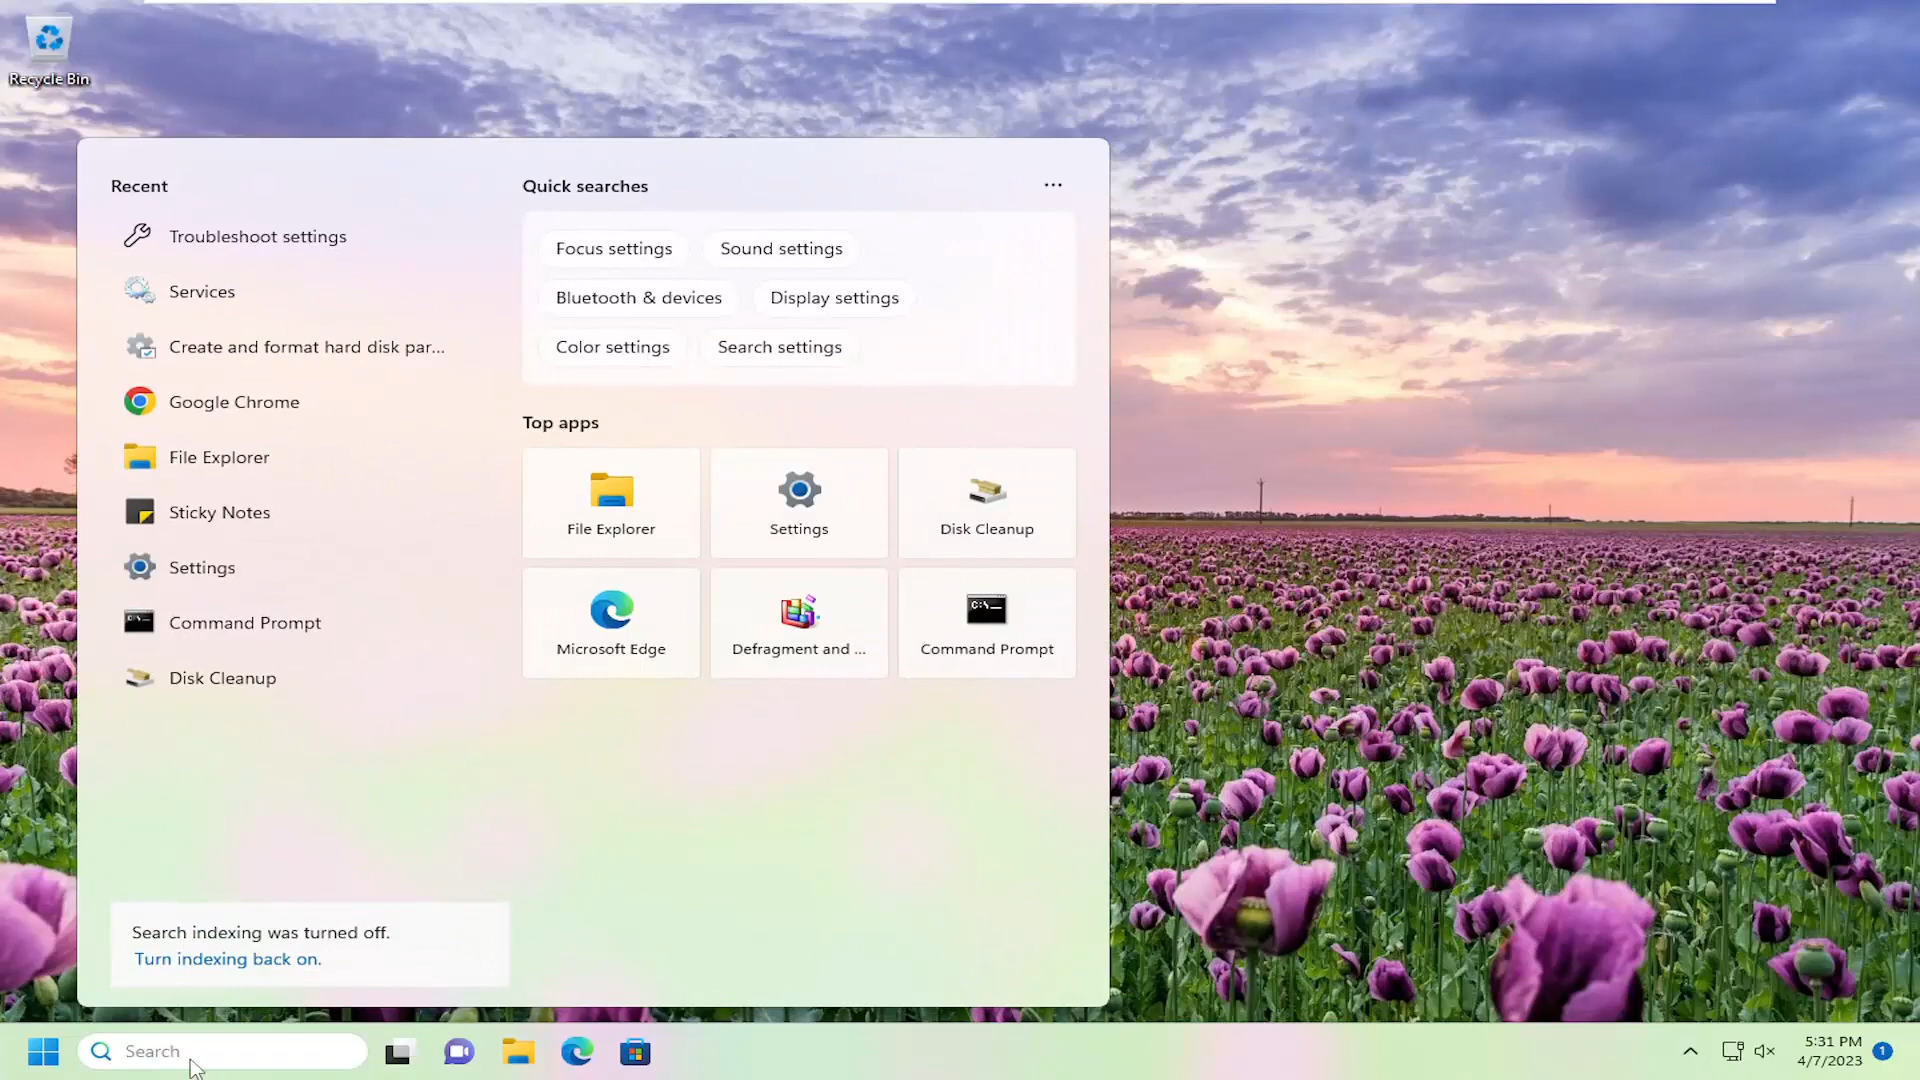 Recycle Bin
Recent
Troubleshoot settings
Services
Create and format hard disk par...
Google Chrome
File Explorer
Sticky Notes
Settings
Command Prompt
Disk Cleanup
Quick searches
Focus settings
Sound settings
Bluetooth & devices
Display settings
Color settings
Search settings
Top apps
File Explorer
Settings
Disk Cleanup
Microsoft Edge
Defragment and ...
Command Prompt
Search indexing was turned off.
Turn indexing back on.
Search
5:31 PM
4/7/2023
1